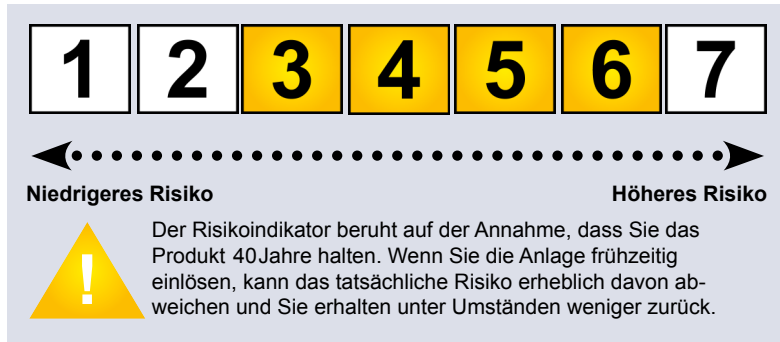 1 2 3 4 5 6 7
Niedrigeres Risiko Höheres Risiko
!
Der Risikoindikator beruht auf der Annahme, dass Sie das
Produkt 40Jahre halten. Wenn Sie die Anlage frühzeitig
einlösen, kann das tatsächliche Risiko erheblich davon ab-
weichen und Sie erhalten unter Umständen weniger zurück.